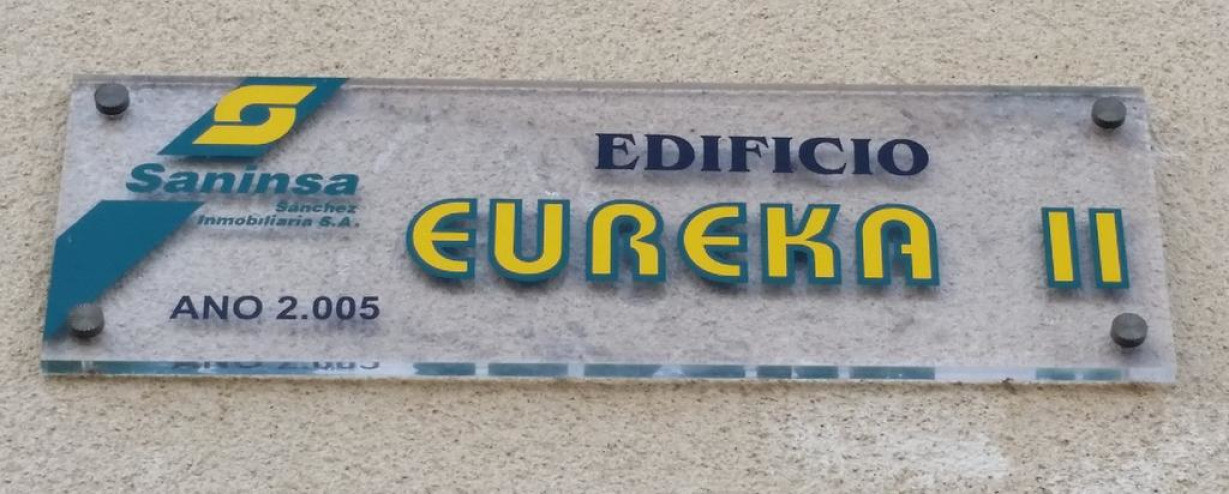 Saninsa
Sánchez
Inmobiliaria S.A.
EDIFICIO
EUREKA II
ANO 2.005